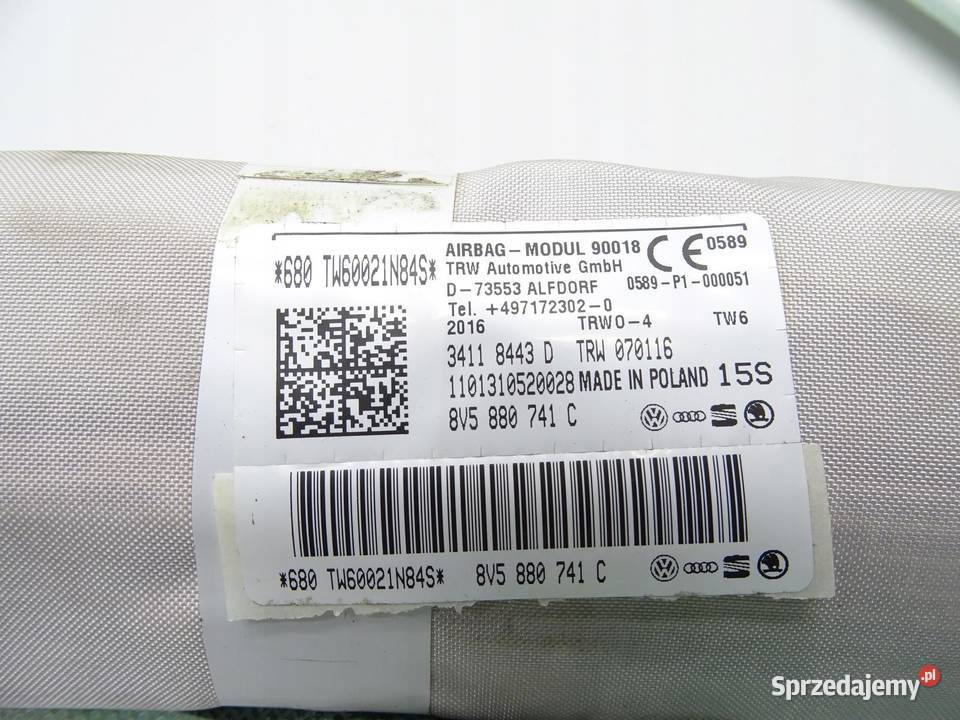 *680 TW60021N84S*
AIRBAG-MODUL 90018 CE 0589
TRW Automotive GmbH
D-73553 ALFDORF 0589-P1-000051
Tel. +497172302-0
2016 TRWO-4 TW6
3411 8443 D TRW 070116
1101310520028 MADE IN POLAND 15S
8V5 880 741 C
*680 TW60021N84S* 8V5 880 741 C
Sprzedajemy.pl